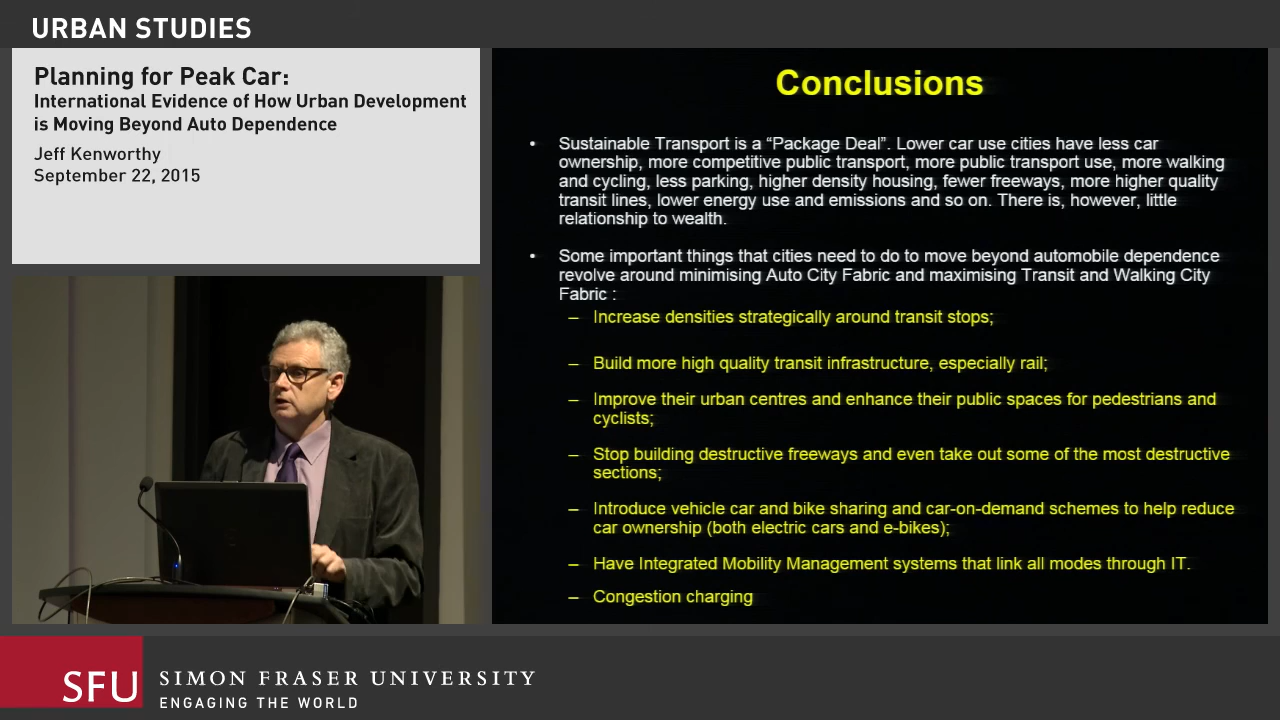 URBAN STUDIES
Planning for Peak Car:
International Evidence of How Urban Development
is Moving Beyond Auto Dependence
Jeff Kenworthy
September 22, 2015
Conclusions
• Sustainable Transport is a “Package Deal”. Lower car use cities have less car
ownership, more competitive public transport, more public transport use, more walking
and cycling, less parking, higher density housing, fewer freeways, more higher quality
transit lines, lower energy use and emissions and so on. There is, however, little
relationship to wealth.
• Some important things that cities need to do to move beyond automobile dependence
revolve around minimising Auto City Fabric and maximising Transit and Walking City
Fabric :
– Increase densities strategically around transit stops;
– Build more high quality transit infrastructure, especially rail;
– Improve their urban centres and enhance their public spaces for pedestrians and
cyclists;
– Stop building destructive freeways and even take out some of the most destructive
sections;
– Introduce vehicle car and bike sharing and car-on-demand schemes to help reduce
car ownership (both electric cars and e-bikes);
– Have Integrated Mobility Management systems that link all modes through IT.
– Congestion charging
SFU
SIMON FRASER UNIVERSITY
ENGAGING THE WORLD